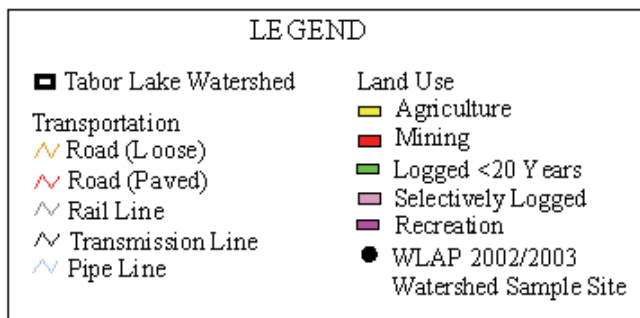 LEGEND
Tabor Lake Watershed
Transportation
Road (Loose)
Road (Paved)
Rail Line
Transmission Line
Pipe Line
Land Use
Agriculture
Mining
Logged <20 Years
Selectively Logged
Recreation
WLAP 2002/2003
Watershed Sample Site